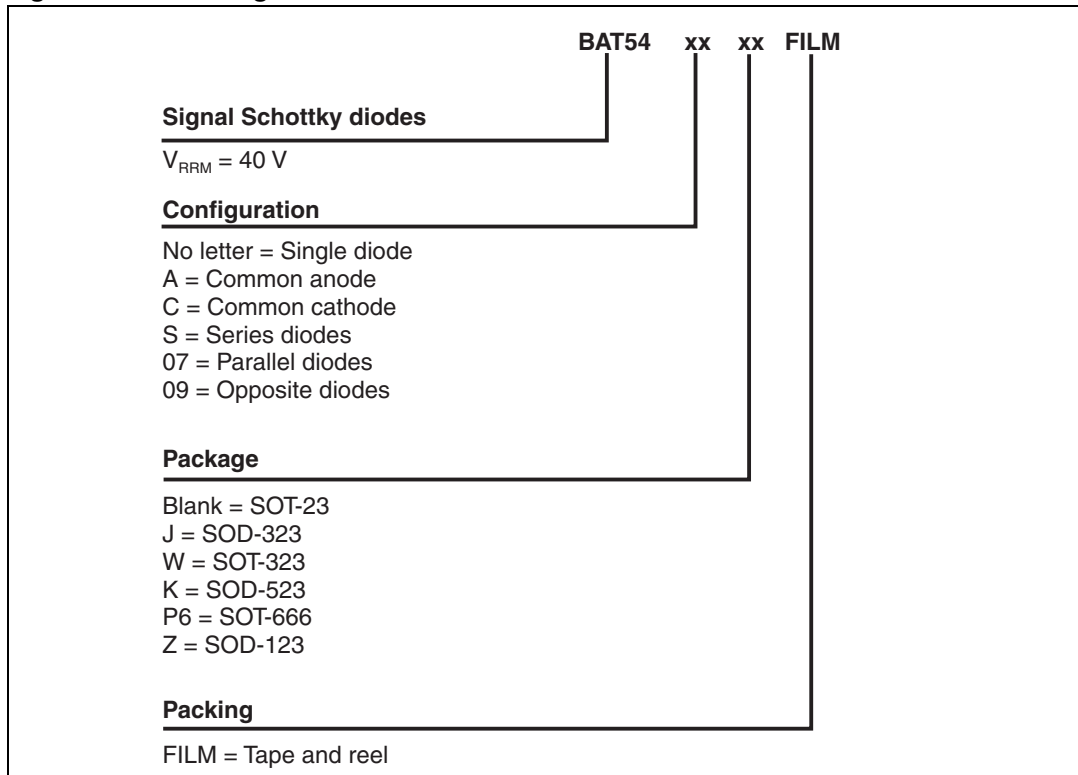 BAT54 xx xx FILM
Signal Schottky diodes
VRRM = 40 V
Configuration
No letter = Single diode
A = Common anode
C = Common cathode
S = Series diodes
07 = Parallel diodes
09 = Opposite diodes
Package
Blank = SOT-23
J = SOD-323
W = SOT-323
K = SOD-523
P6 = SOT-666
Z = SOD-123
Packing
FILM = Tape and reel